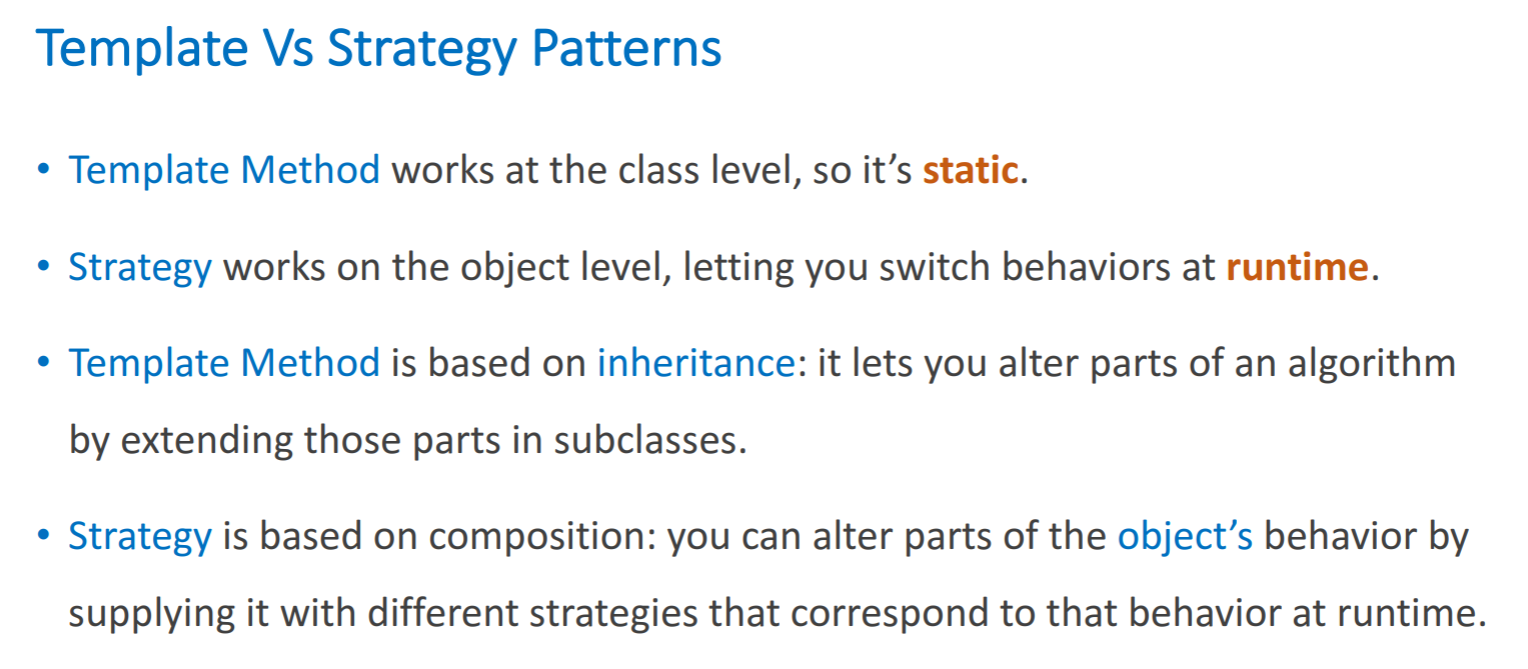 Template Vs Strategy Patterns
• Template Method works at the class level, so it’s static.
• Strategy works on the object level, letting you switch behaviors at runtime.
• Template Method is based on inheritance: it lets you alter parts of an algorithm
by extending those parts in subclasses.
• Strategy is based on composition: you can alter parts of the object’s behavior by
supplying it with different strategies that correspond to that behavior at runtime.